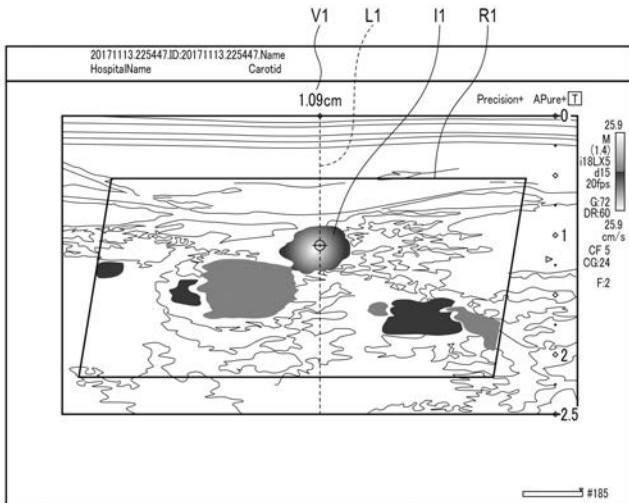 V1 L1 I1 R1
20171113.225447.ID:20171113.225447.Name
HospitalName Carotid
1.09cm Precision+ APure+ T
0
25.9
M
(1.4)
i18LX5
d15
20fps
G:72
DR:60
25.9
cm/s
1
CF 5
CG:24
F:2
2
2.5
#185